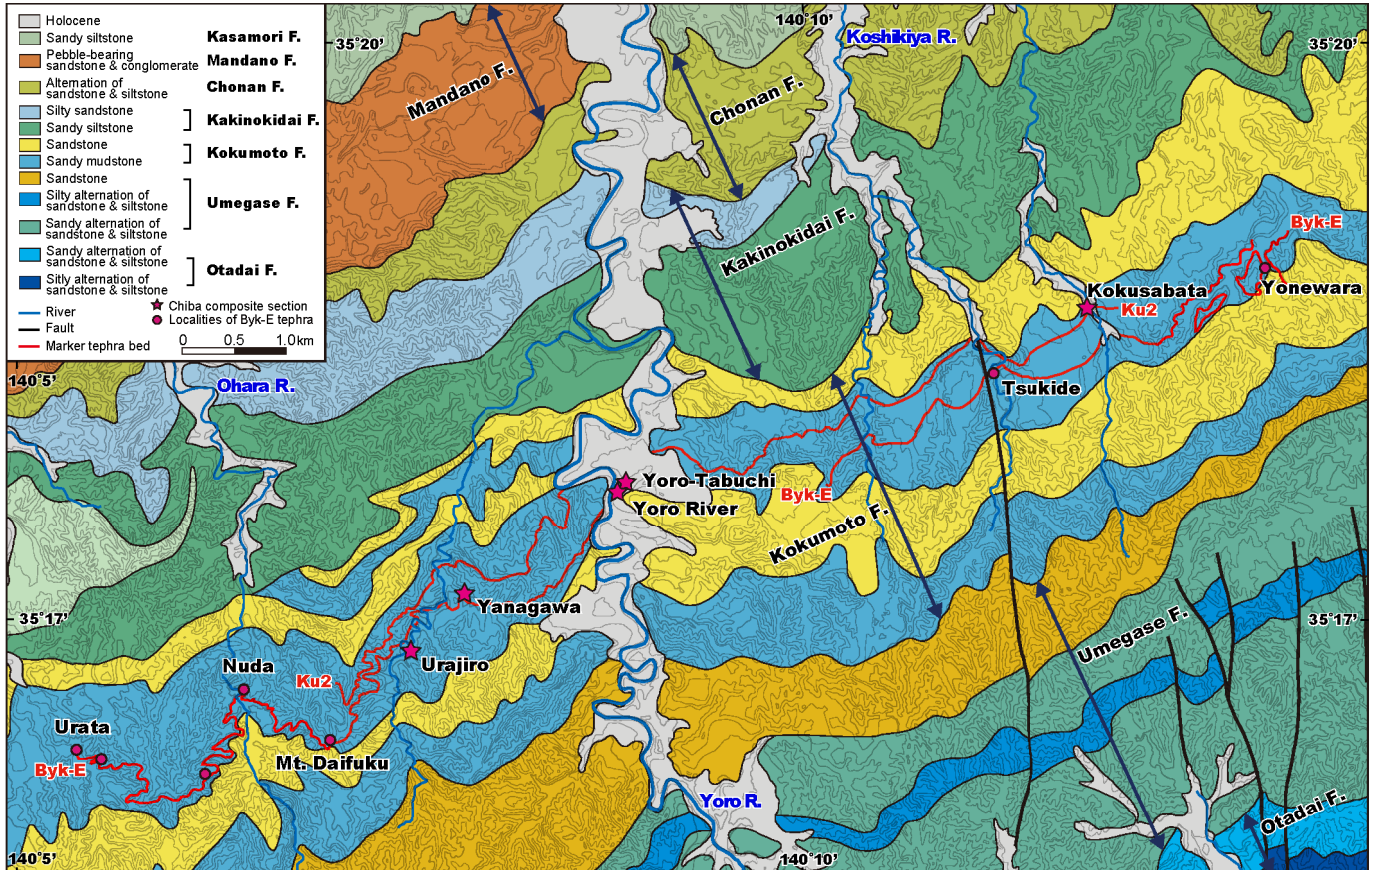 Holocene
Sandy siltstone
Kasamori F.
Pebble-bearing
sandstone & conglomerate
Mandano F.
Alternation of
sandstone & siltstone
Chonan F.
Silty sandstone
Sandy siltstone
Kakinokidai F.
Sandstone
Sandy mudstone
Kokumoto F.
Sandstone
Silty alternation of
sandstone & siltstone
Sandy alternation of
sandstone & siltstone
Umegase F.
Sandy alternation of
sandstone & siltstone
Silty alternation of
sandstone & siltstone
Otadai F.
River
Fault
Marker tephra bed
Chiba composite section
Localities of Byk-E tephra
0 0.5 1.0km
35°20'
140°10'
35°20'
Koshikiya R.
Mandano F.
Chonan F.
Kakinokidai F.
Byk-E
Yonewara
Kokusabata
Ku2
Tsukide
140°5'
Ohara R.
Yoro-Tabuchi
Yoro River
Byk-E
Kokumoto F.
Yanagawa
35°17'
35°17'
Umegase F.
Urajiro
Nuda
Ku2
Urata
Byk-E
Mt. Daifuku
Yoro R.
Otadai F.
140°5'
140°10'